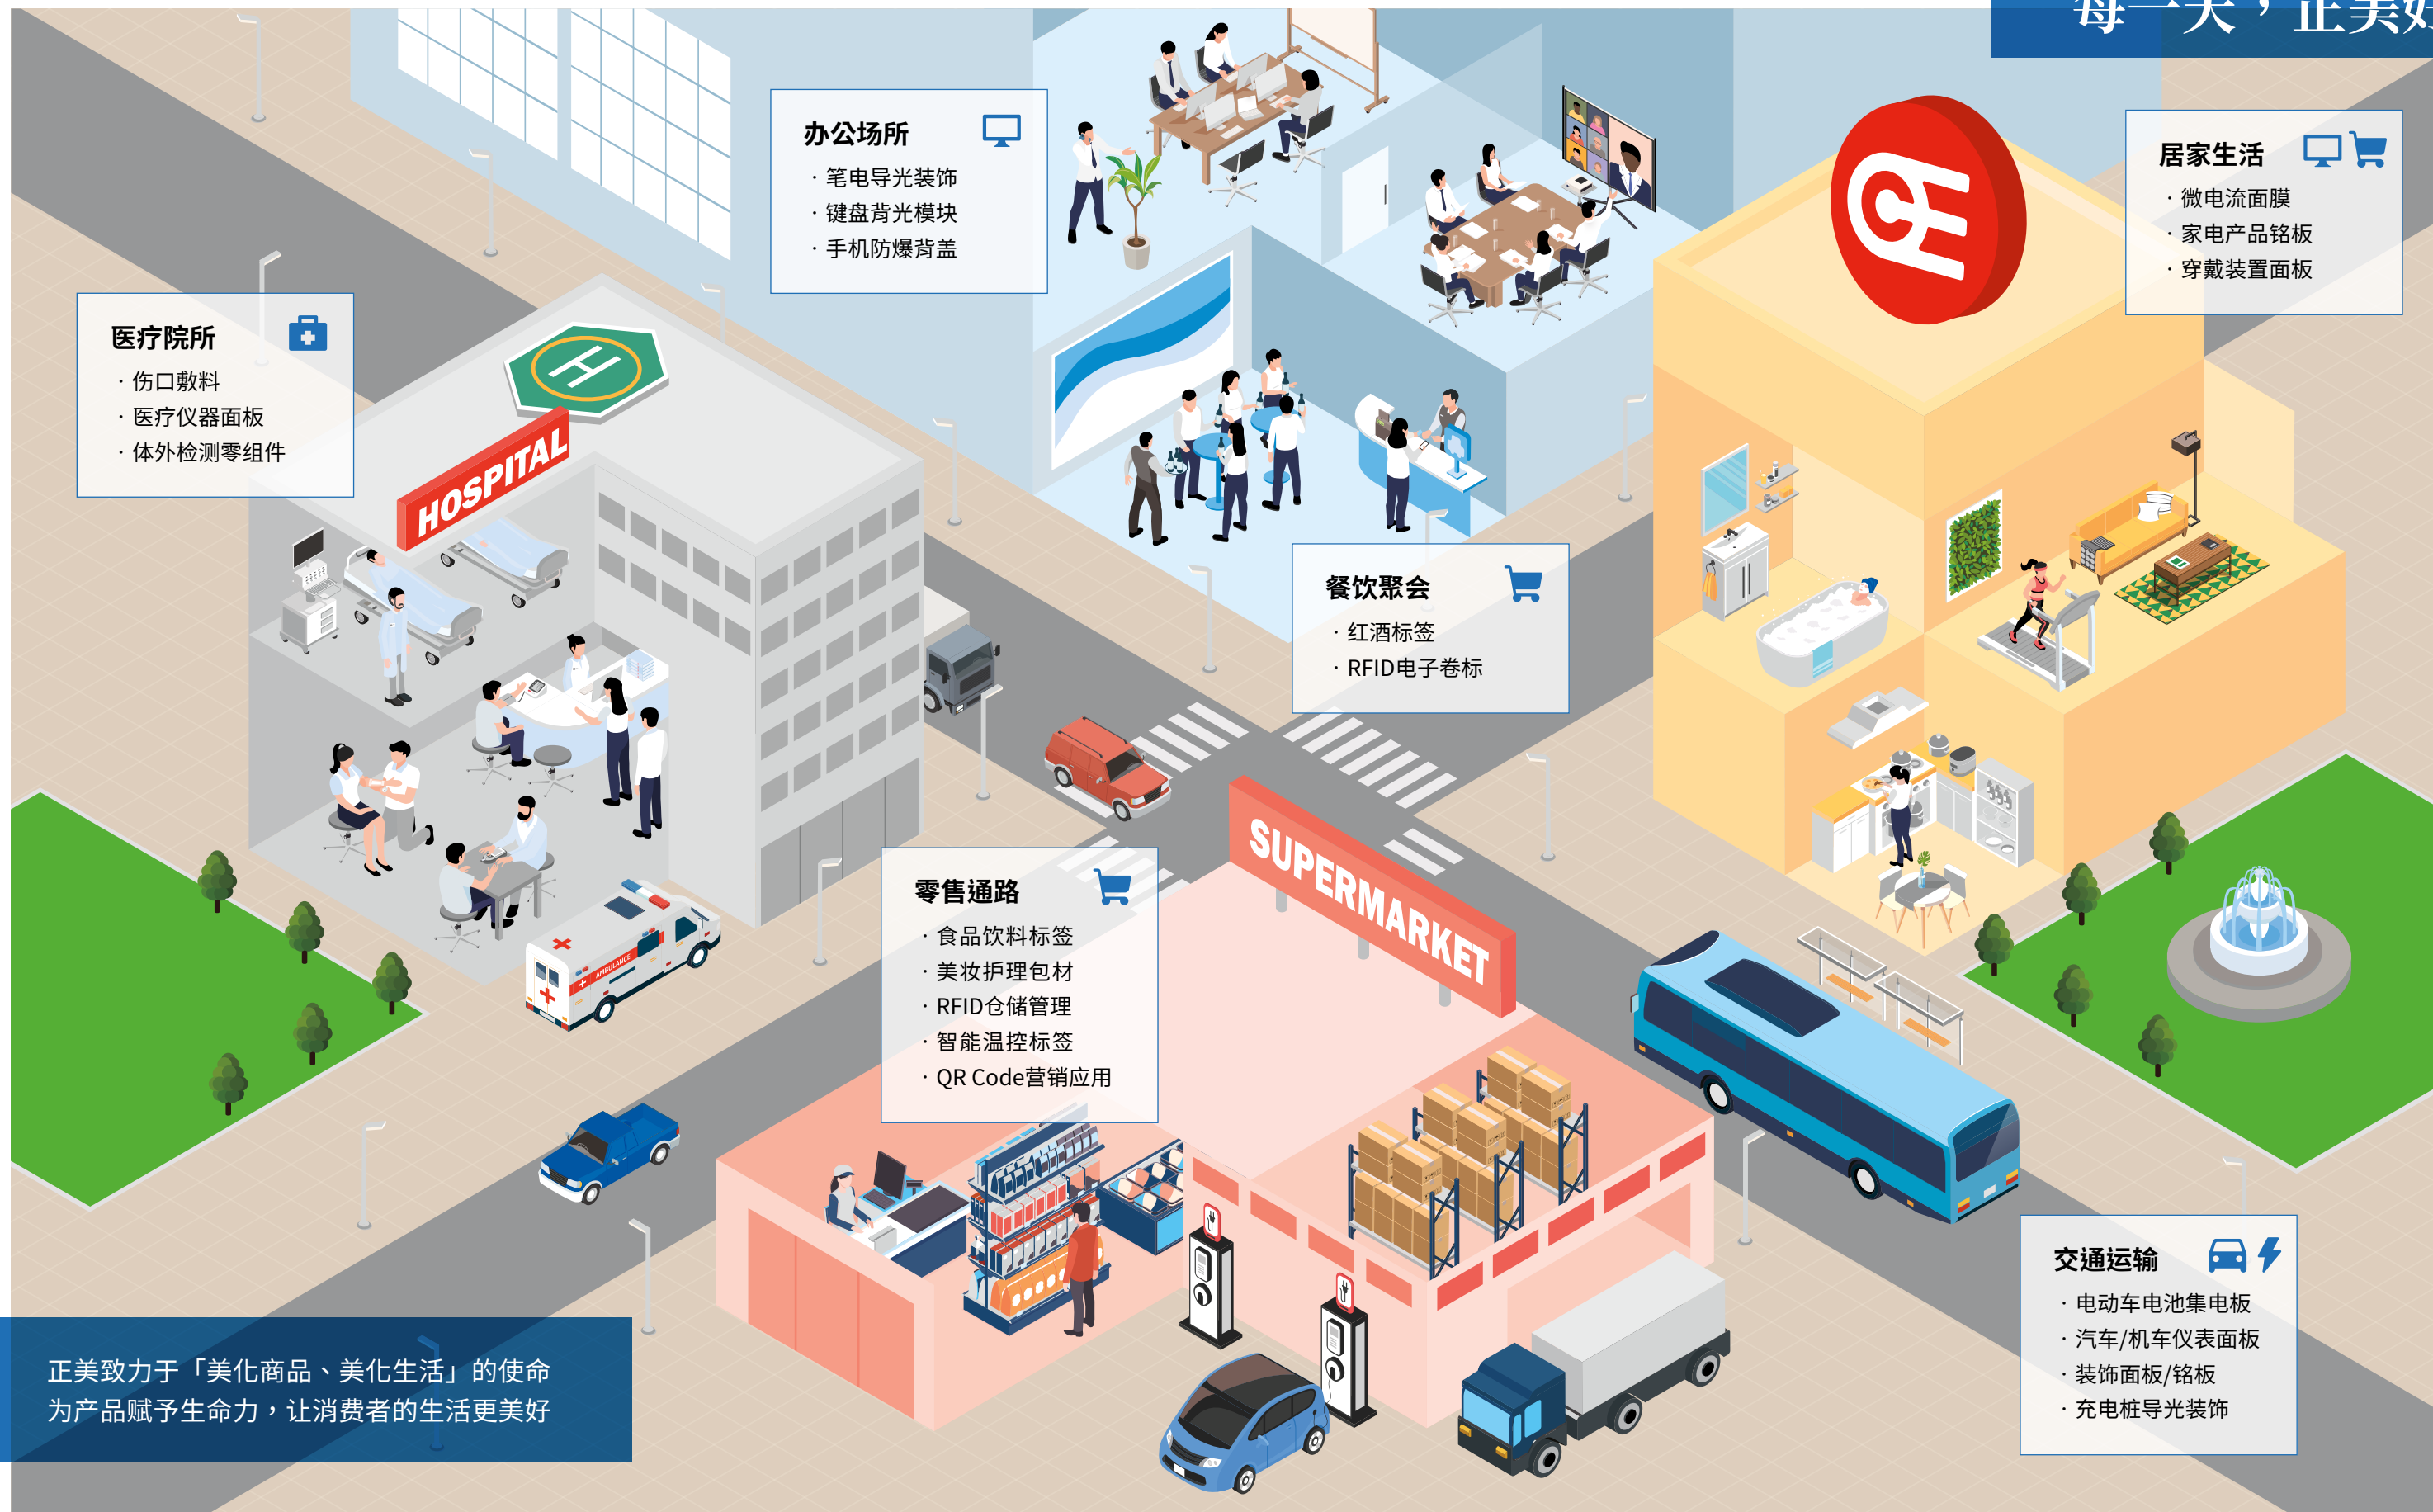 每一天，正美好
办公场所
· 笔电导光装饰
· 键盘背光模块
· 手机防爆背盖
居家生活
· 微电流面膜
· 家电产品铭板
· 穿戴装置面板
医疗院所
· 伤口敷料
· 医疗仪器面板
· 体外检测零组件
H
HOSPITAL
餐饮聚会
· 红酒标签
· RFID电子卷标
SUPERMARKET
零售通路
· 食品饮料标签
· 美妆护理包材
· RFID仓储管理
· 智能温控标签
· QR Code营销应用
AMBULANCE
交通运输
· 电动车电池集电板
· 汽车/机车仪表面板
· 装饰面板/铭板
· 充电桩导光装饰
正美致力于「美化商品、美化生活」的使命
为产品赋予生命力，让消费者的生活更美好